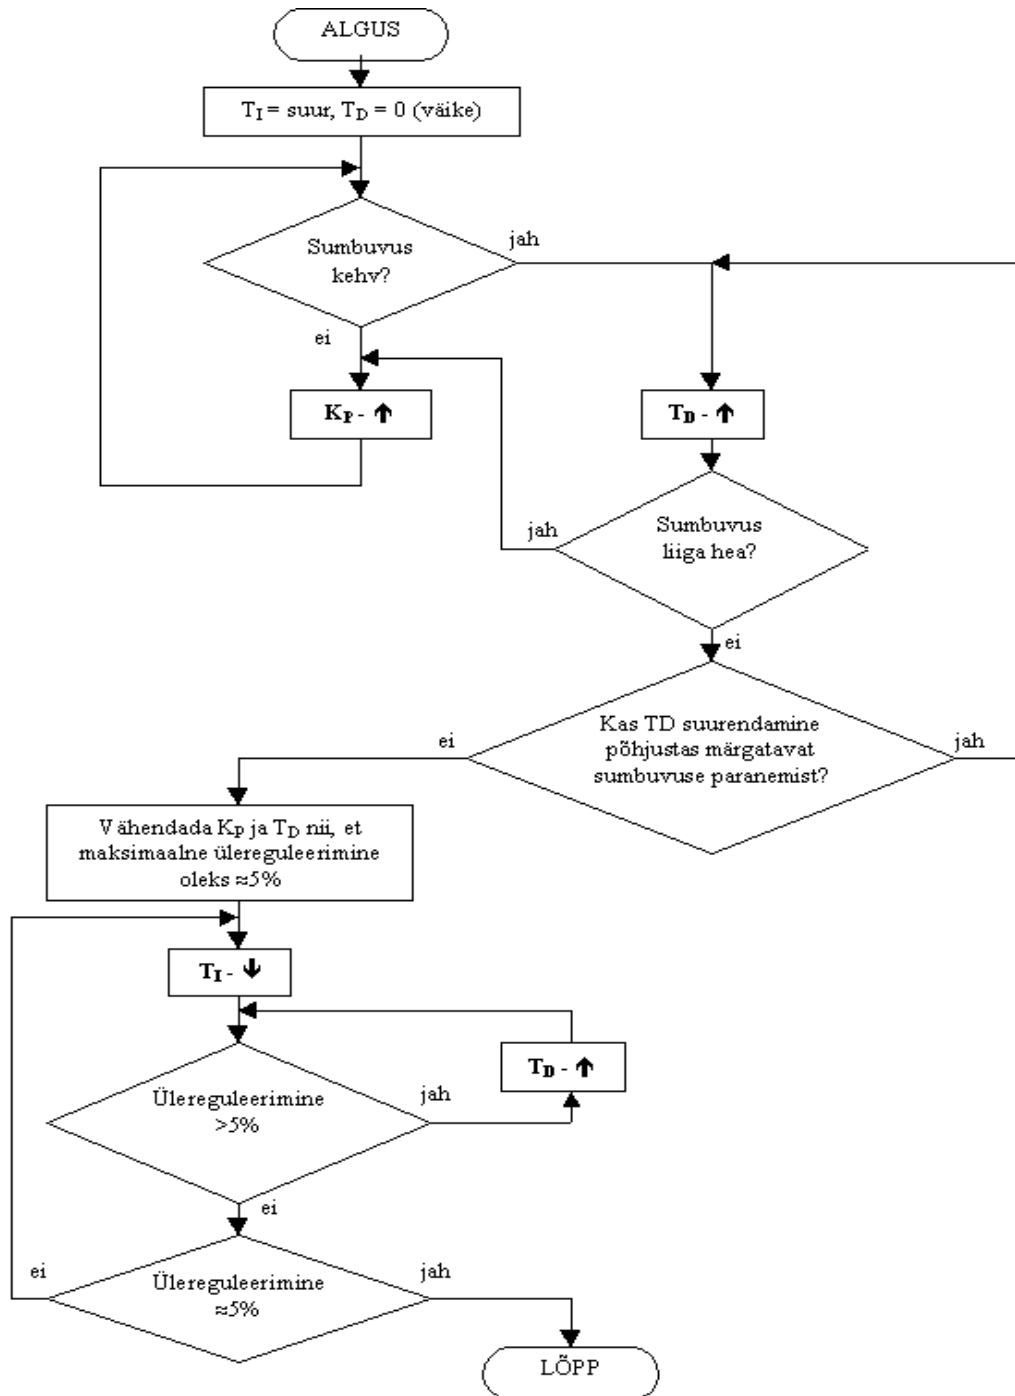 ALGUS
TI = suur, TD = 0 (väike)
Sumbuvus
kehv?
jah
ei
KP - ↑
TD - ↑
jah
Sumbuvus
liiga hea?
ei
Kas TD suurendamine
põhjustas märgatavat
sumbuvuse paranemist?
ei
jah
Vähendada KP ja TD nii, et
maksimaalne ülereguleerimine
oleks ≈5%
TI - ↓
TD - ↑
Ülereguleerimine
>5%
jah
ei
Ülereguleerimine
≈5%
ei
jah
LÕPP